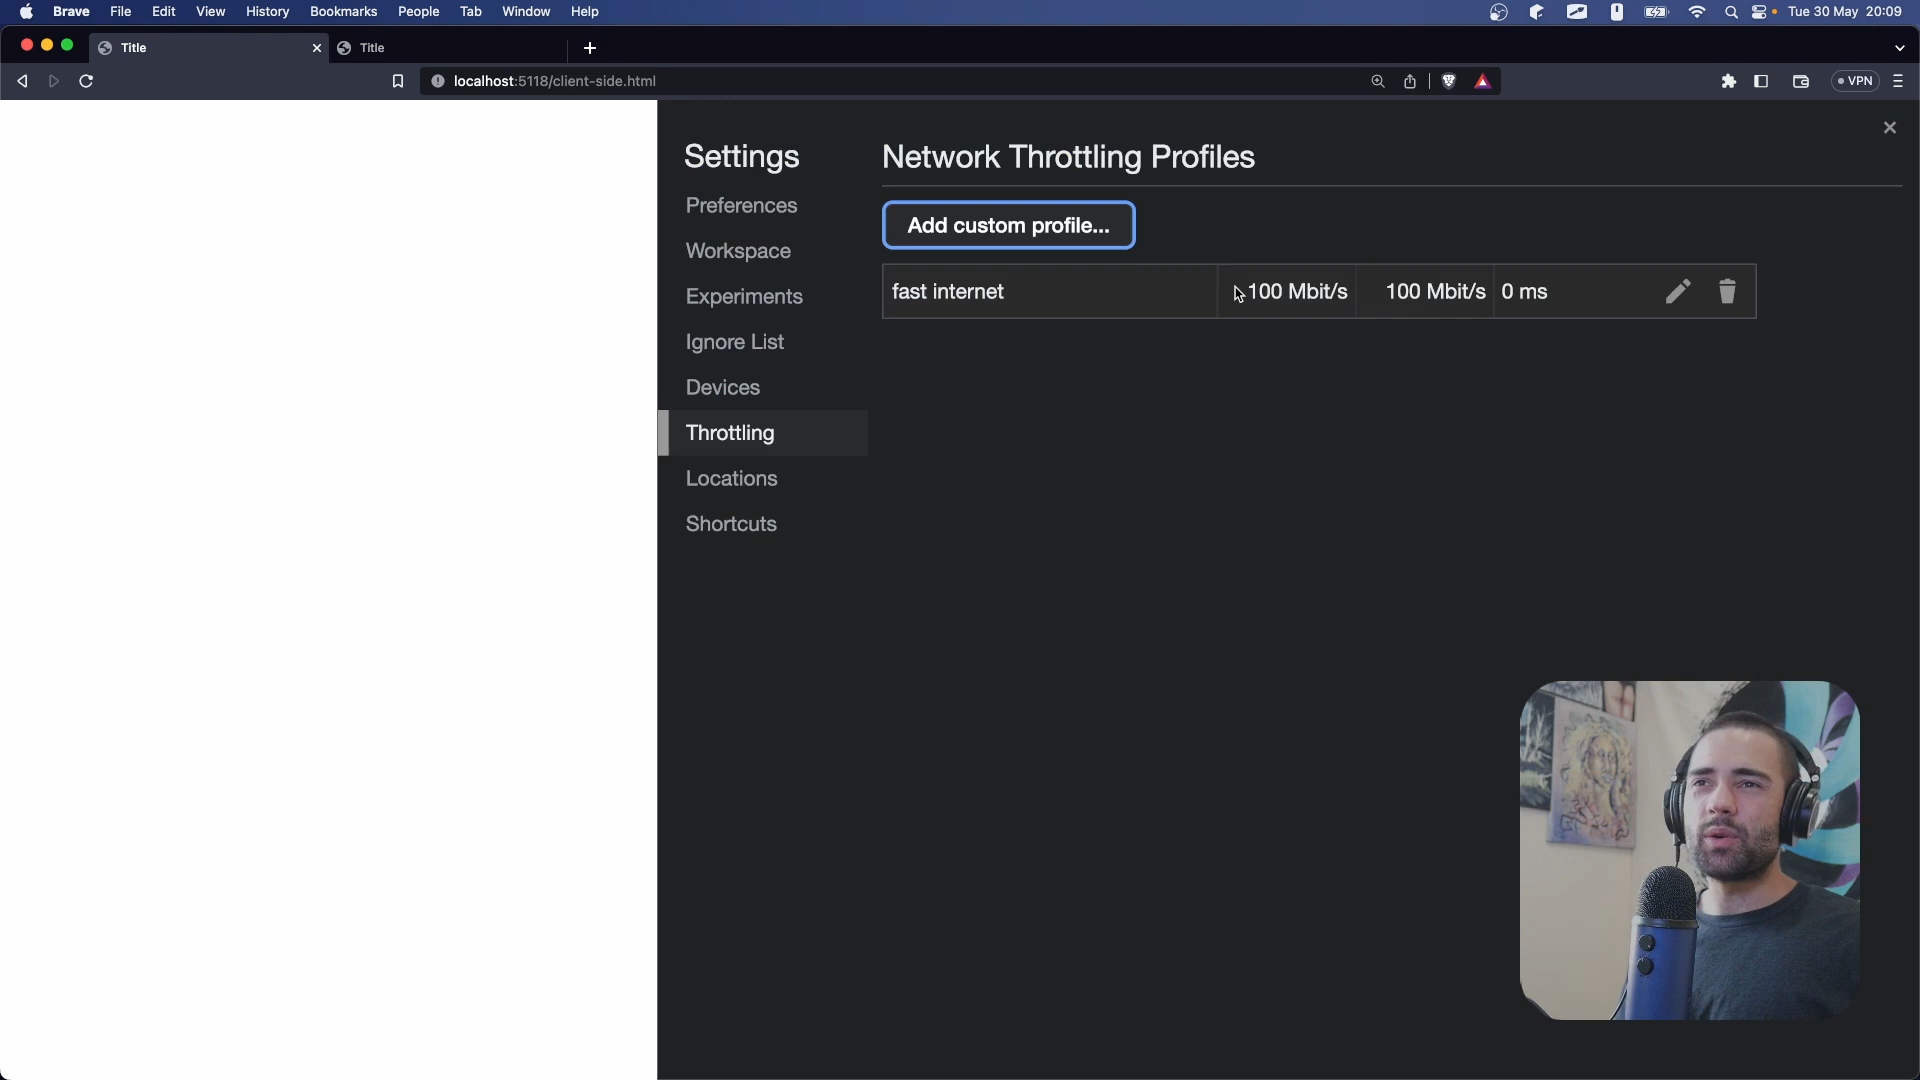 Brave File Edit View History Bookmarks People Tab Window Help Tue 30 May 20:09
Title Title
localhost:5118/client-side.html VPN
Settings
Preferences
Workspace
Experiments
Ignore List
Devices
Throttling
Locations
Shortcuts
Network Throttling Profiles
Add custom profile...
fast internet 100 Mbit/s 100 Mbit/s 0 ms